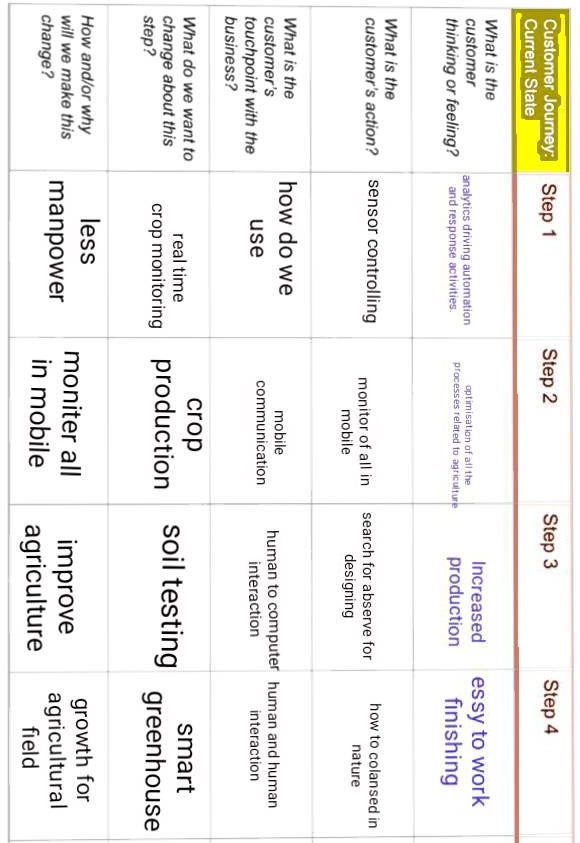 Customer Journey:
Current State
Step 1
Step 2
Step 3
Step 4
What is the
customer
thinking or feeling?
analytics driving automation
and response activities.
optimisation of all the
processes related to agriculture
Increased
production
essy to work
finishing
What is the
customer's action?
sensor controlling
monitor of all in
mobile
search for abserve for
designing
how to colansed in
nature
What is the
customer's
touchpoint with the
business?
how do we
use
mobile
communication
human to computer
interaction
human and human
interaction
What do we want to
change about this
step?
real time
crop monitoring
crop
production
soil testing
smart
greenhouse
How and/or why
will we make this
change?
less
manpower
moniter all
in mobile
improve
agriculture
growth for
agricultural
field